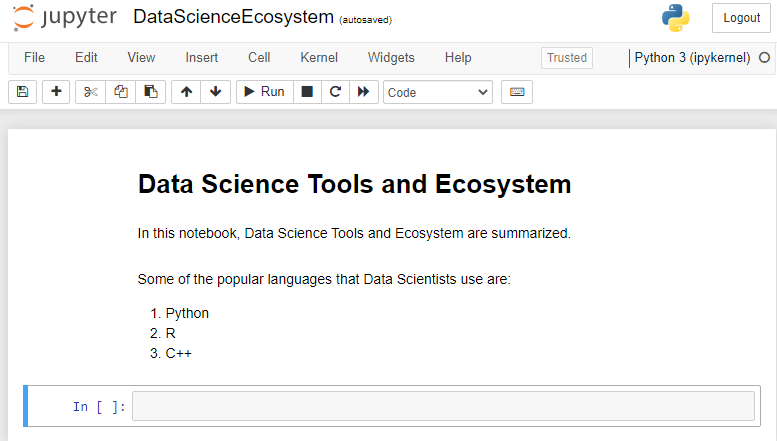 jupyter DataScienceEcosystem (autosaved) Logout
File Edit View Insert Cell Kernel Widgets Help Trusted Python 3 (ipykernel)
Run Code
Data Science Tools and Ecosystem
In this notebook, Data Science Tools and Ecosystem are summarized.
Some of the popular languages that Data Scientists use are:
1. Python
2. R
3. C++
In [ ]: